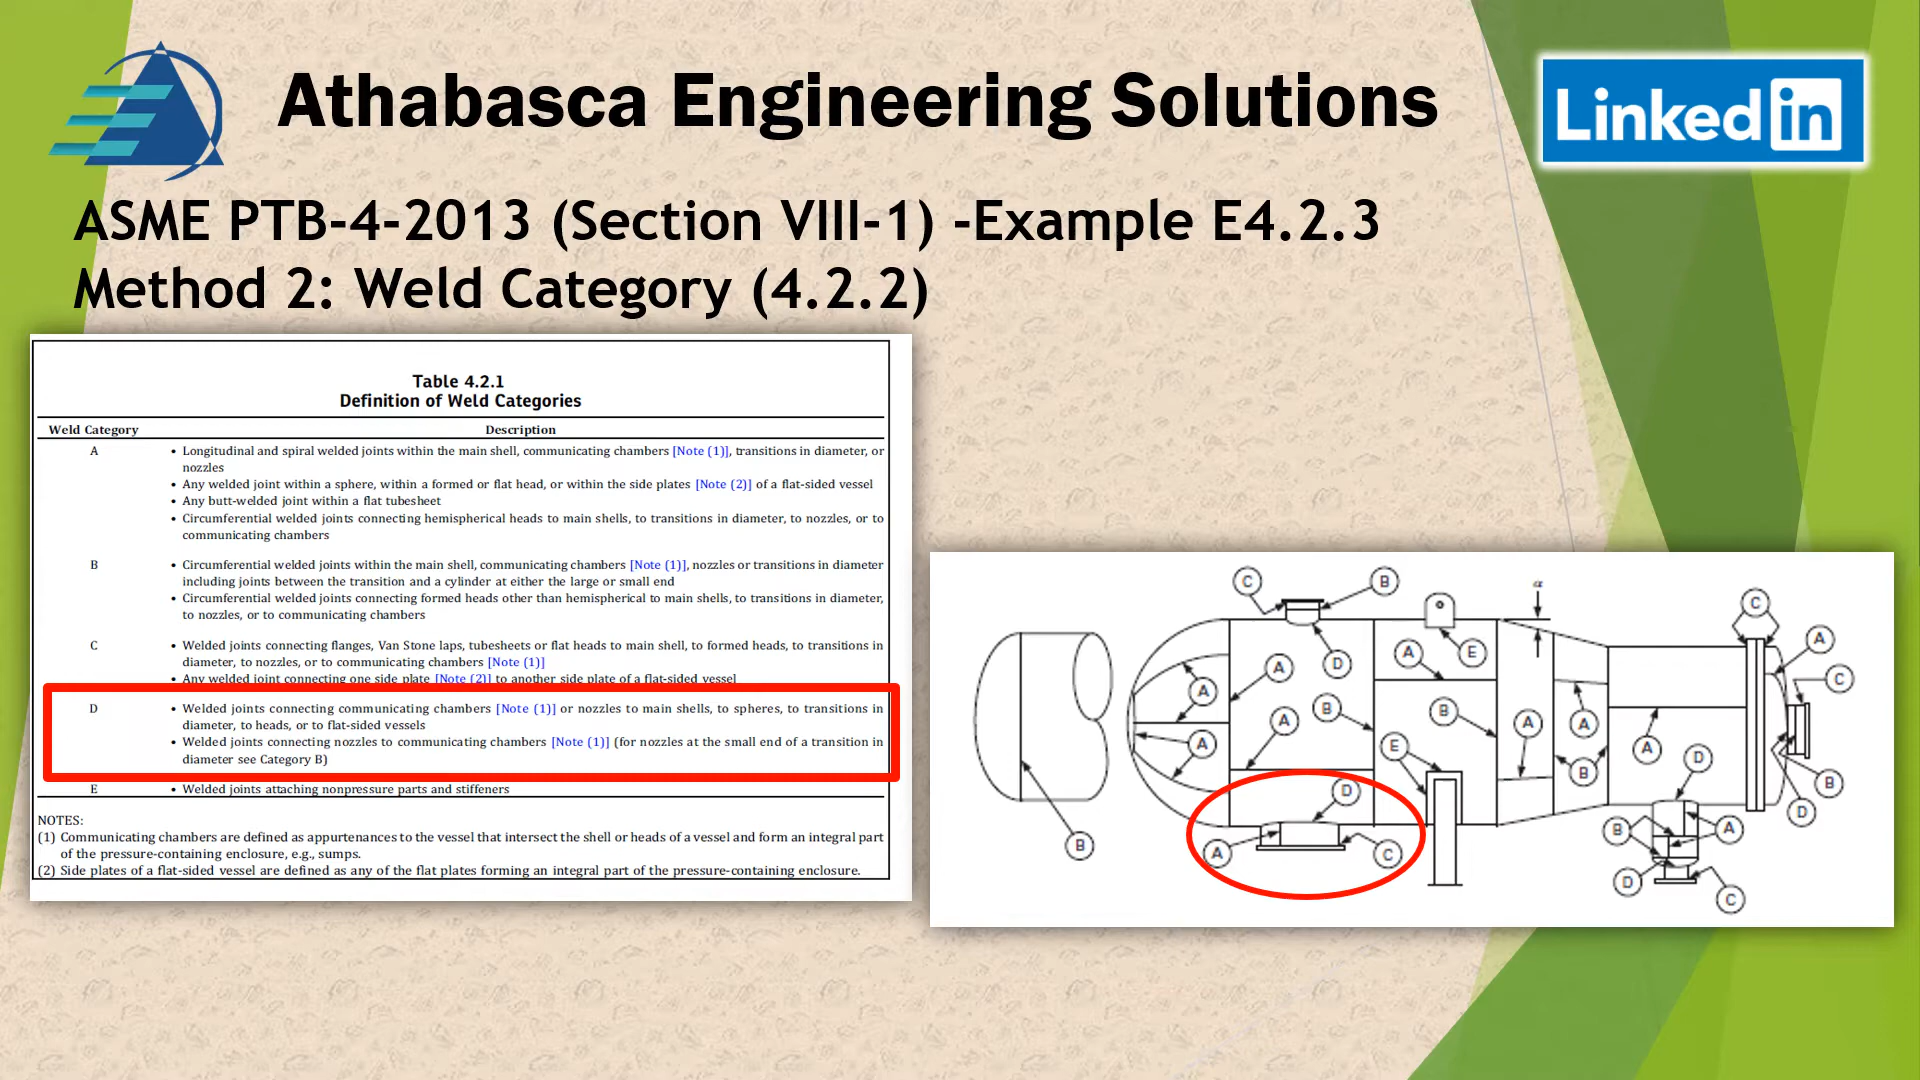 Athabasca Engineering Solutions
Linked in
ASME PTB-4-2013 (Section VIII-1) -Example E4.2.3
Method 2: Weld Category (4.2.2)
Table 4.2.1
Definition of Weld Categories
Weld Category Description
A • Longitudinal and spiral welded joints within the main shell, communicating chambers [Note (1)], transitions in diameter, or
nozzles
• Any welded joint within a sphere, within a formed or flat head, or within the side plates [Note (2)] of a flat-sided vessel
• Any butt-welded joint within a flat tubesheet
• Circumferential welded joints connecting hemispherical heads to main shells, to transitions in diameter, to nozzles, or to
communicating chambers
B • Circumferential welded joints within the main shell, communicating chambers [Note (1)], nozzles or transitions in diameter
including joints between the transition and a cylinder at either the large or small end
• Circumferential welded joints connecting formed heads other than hemispherical to main shells, to transitions in diameter,
to nozzles, or to communicating chambers
C • Welded joints connecting flanges, Van Stone laps, tubesheets or flat heads to main shell, to formed heads, to transitions in
diameter, to nozzles, or to communicating chambers [Note (1)]
• Any welded joint connecting one side plate [Note (2)] to another side plate of a flat-sided vessel
D • Welded joints connecting communicating chambers [Note (1)] or nozzles to main shells, to spheres, to transitions in
diameter, to heads, or to flat-sided vessels
• Welded joints connecting nozzles to communicating chambers [Note (1)] (for nozzles at the small end of a transition in
diameter see Category B)
E • Welded joints attaching nonpressure parts and stiffeners
NOTES:
(1) Communicating chambers are defined as appurtenances to the vessel that intersect the shell or heads of a vessel and form an integral part
of the pressure-containing enclosure, e.g., sumps.
(2) Side plates of a flat-sided vessel are defined as any of the flat plates forming an integral part of the pressure-containing enclosure.
C B α C
A
A D A E C
A
B A B A A A
A E B D
B
D D
B A
B A C
D C